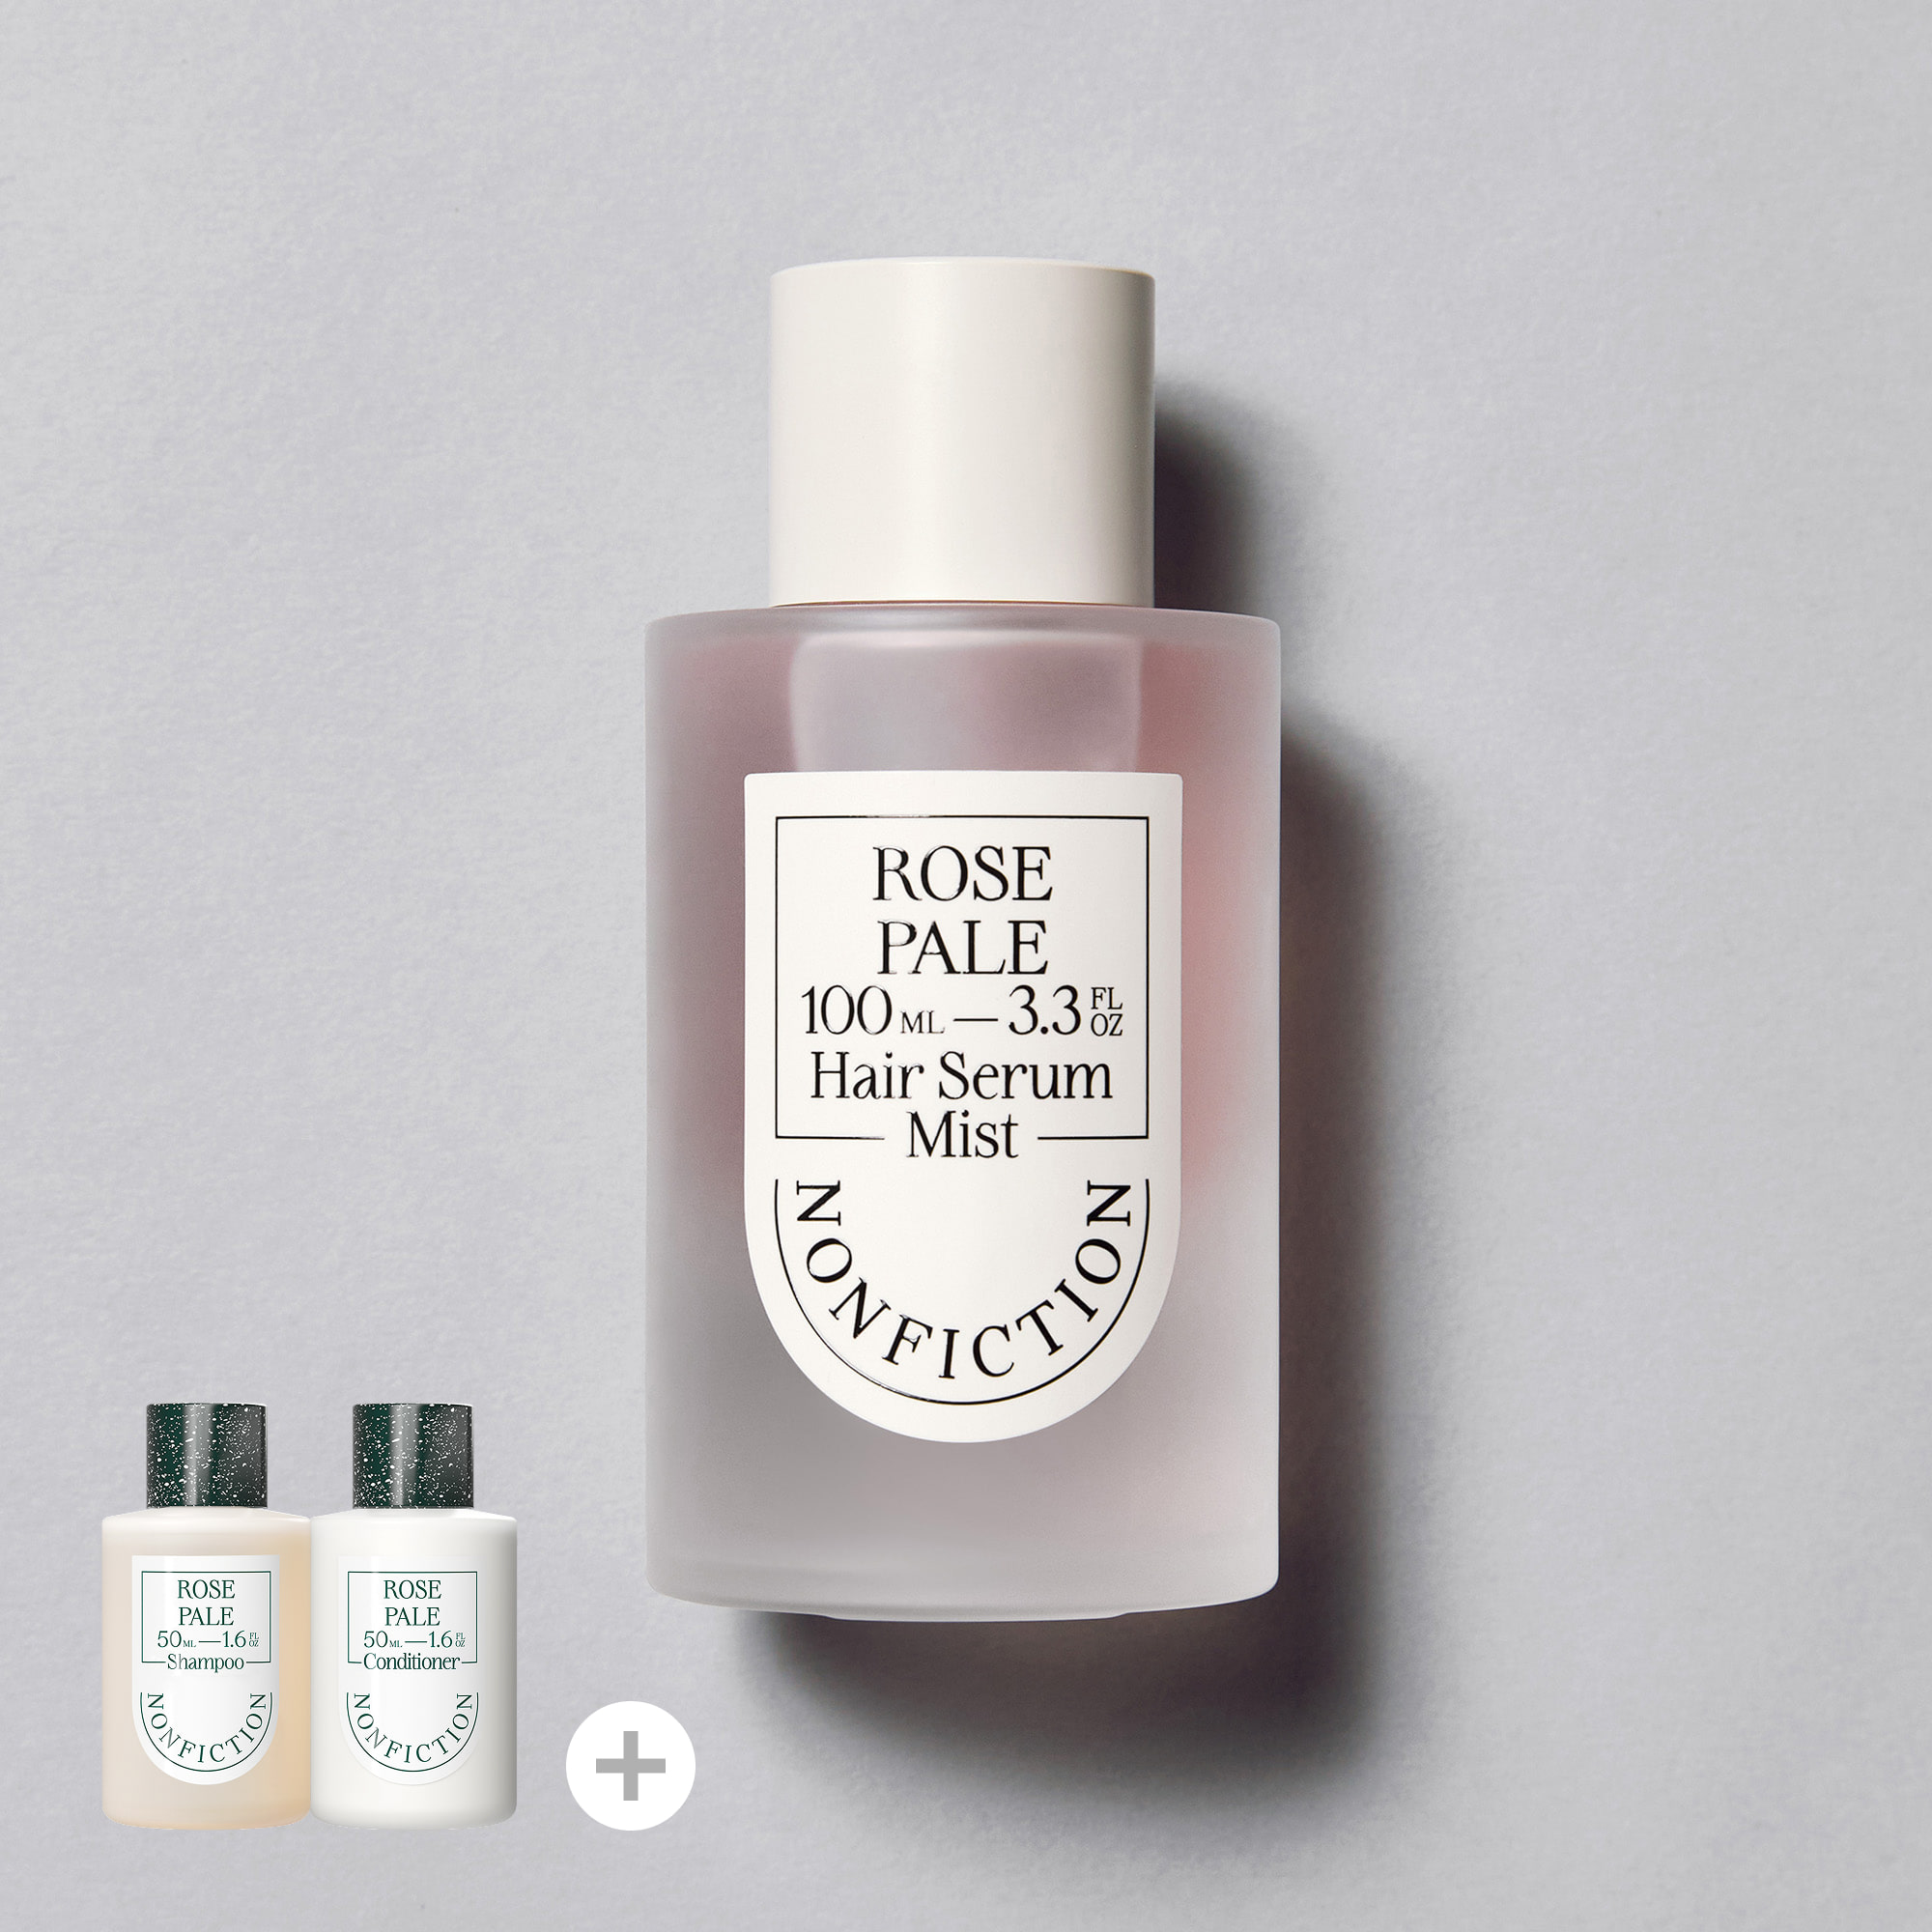 ROSE
PALE
100 ML — 3.3 FL OZ
Hair Serum
Mist
NONFICTION
ROSE
PALE
50 ML — 1.6 FL OZ
Shampoo
NONFICTION
ROSE
PALE
50 ML — 1.6 FL OZ
Conditioner
NONFICTION